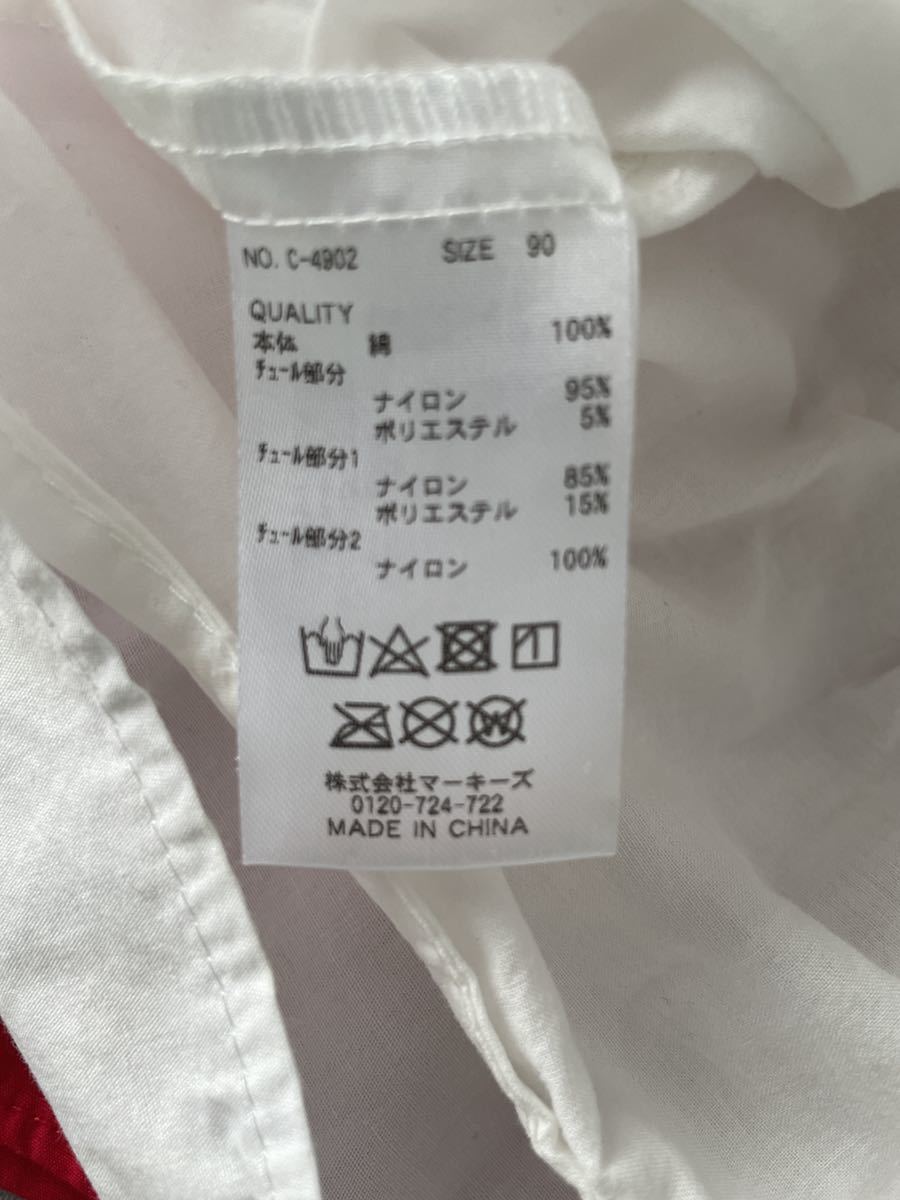 NO. C-4902 SIZE 90
QUALITY
本体 綿 100%
ﾁｭｰﾙ部分
ナイロン 95%
ポリエステル 5%
ﾁｭｰﾙ部分1
ナイロン 85%
ポリエステル 15%
ﾁｭｰﾙ部分2
ナイロン 100%
W
株式会社マーキーズ
0120-724-722
MADE IN CHINA